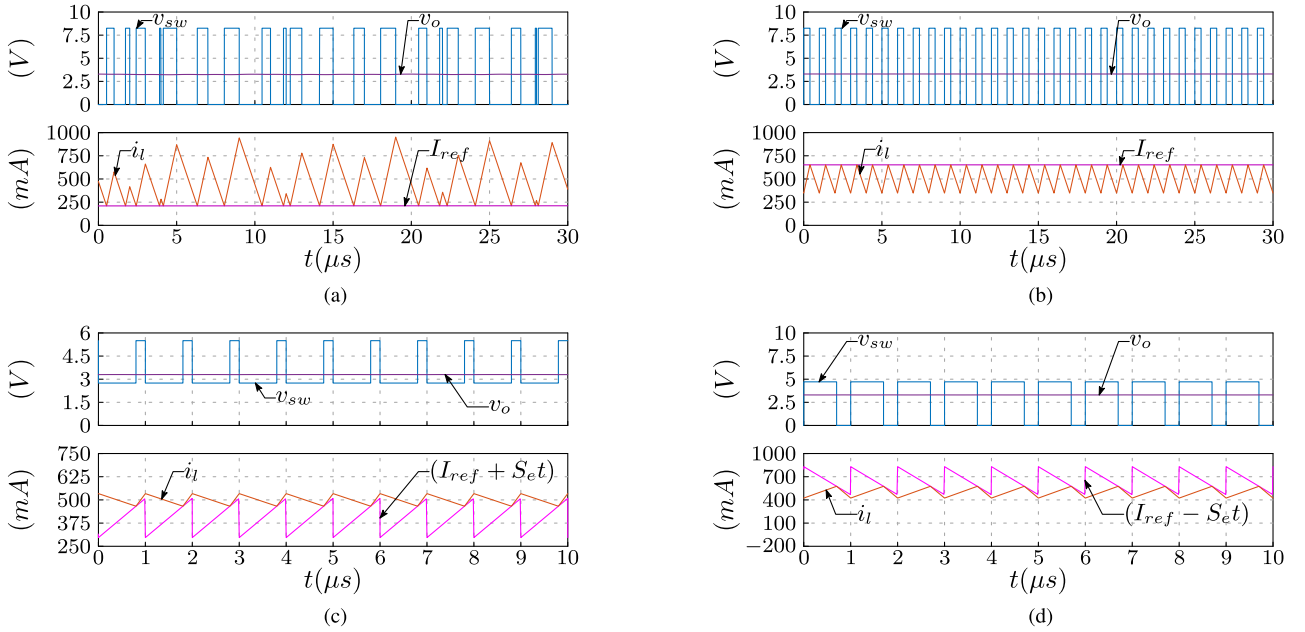 10
7.5
5
2.5
0
(V)
v_sw
v_o
1000
750
500
250
0
(mA)
i_l
I_ref
0 5 10 15 20 25 30
t(μs)
(a)
10
7.5
5
2.5
0
(V)
v_sw
v_o
1000
750
500
250
0
(mA)
i_l
I_ref
0 5 10 15 20 25 30
t(μs)
(b)
6
4.5
3
1.5
0
(V)
v_sw
v_o
750
625
500
375
250
(mA)
i_l
(I_ref + S_e t)
0 1 2 3 4 5 6 7 8 9 10
t(μs)
(c)
10
7.5
5
2.5
0
(V)
v_sw
v_o
1000
700
400
100
−200
(mA)
i_l
(I_ref − S_e t)
0 1 2 3 4 5 6 7 8 9 10
t(μs)
(d)